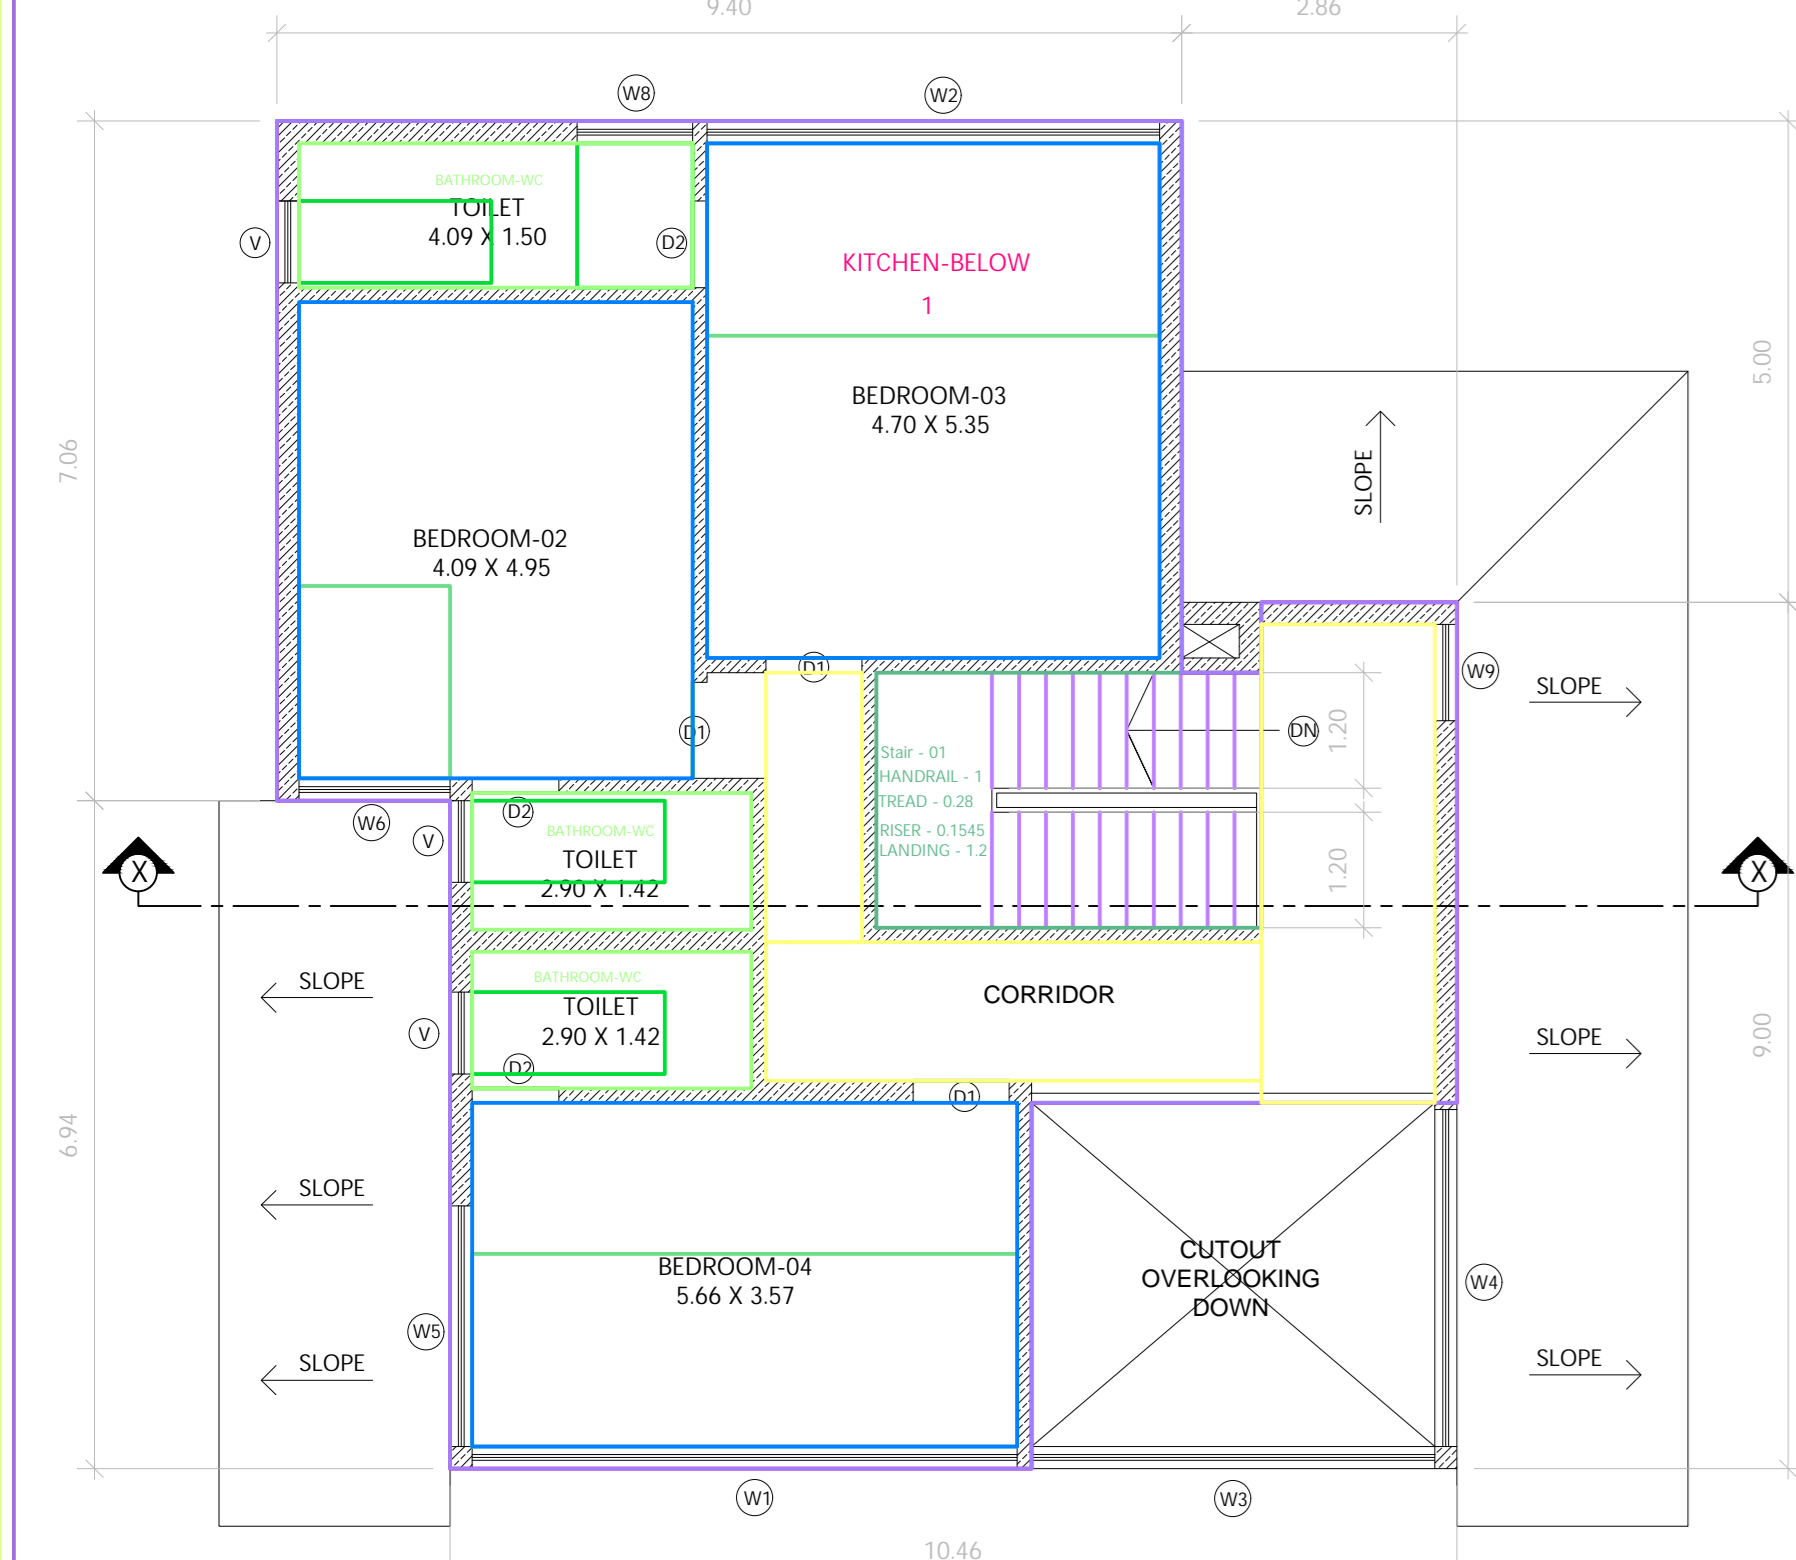 9.40
2.86
W8
W2
BATHROOM-WC
TOILET
4.09 X 1.50
V
D2
KITCHEN-BELOW
1
5.00
BEDROOM-03
4.70 X 5.35
7.06
SLOPE
BEDROOM-02
4.09 X 4.95
D1
W9
SLOPE
D1
DN
1.20
Stair - 01
HANDRAIL - 1
TREAD - 0.28
RISER - 0.1545
LANDING - 1.2
W6
D2
V
BATHROOM-WC
TOILET
2.90 X 1.42
1.20
X
X
BATHROOM-WC
TOILET
2.90 X 1.42
SLOPE
V
D2
CORRIDOR
SLOPE
9.00
D1
6.94
SLOPE
BEDROOM-04
5.66 X 3.57
CUTOUT
OVERLOOKING
DOWN
W4
W5
SLOPE
SLOPE
W1
W3
10.46